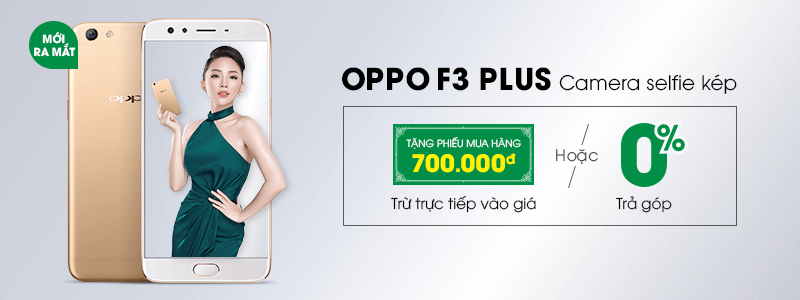 MỚI
RA MẮT
oppo
OPPO F3 PLUS Camera selfie kép
TẶNG PHIẾU MUA HÀNG
700.000đ
Trừ trực tiếp vào giá
Hoặc
0%
Trả góp